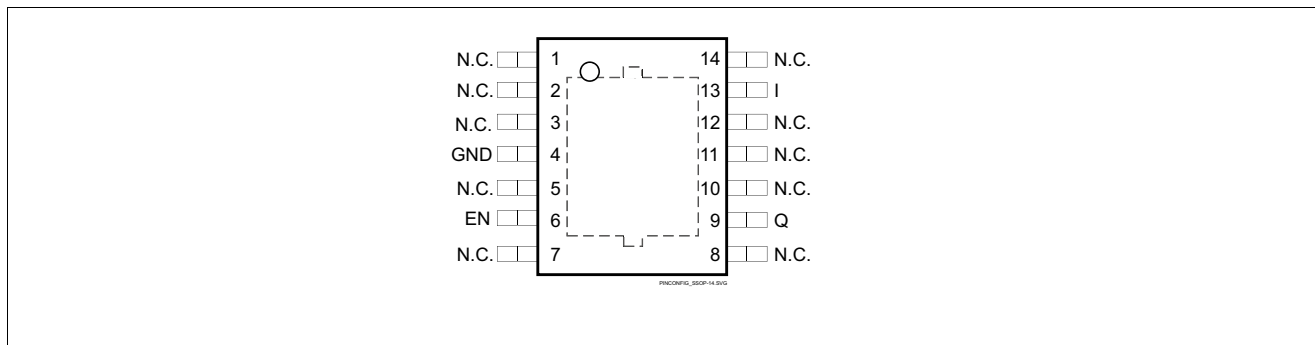 N.C. 1 14 N.C.
N.C. 2 13 I
N.C. 3 12 N.C.
GND 4 11 N.C.
N.C. 5 10 N.C.
EN 6 9 Q
N.C. 7 8 N.C.
PINCONFIG_SSOP-14.SVG